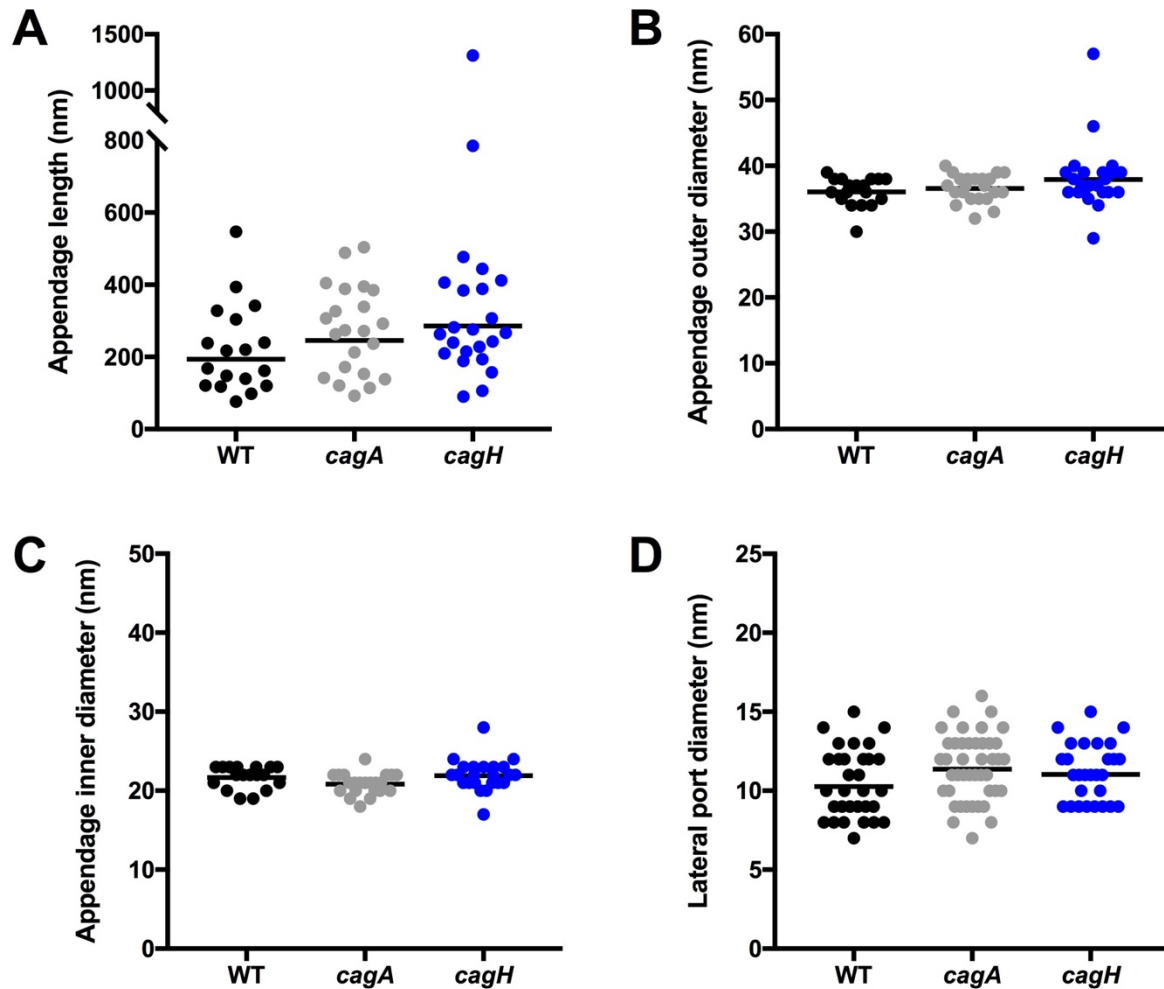 A
Appendage length (nm)
1500
1000
800
600
400
200
0
WT cagA cagH
B
Appendage outer diameter (nm)
60
50
40
30
20
10
0
WT cagA cagH
C
Appendage inner diameter (nm)
50
40
30
20
10
0
WT cagA cagH
D
Lateral port diameter (nm)
25
20
15
10
5
0
WT cagA cagH